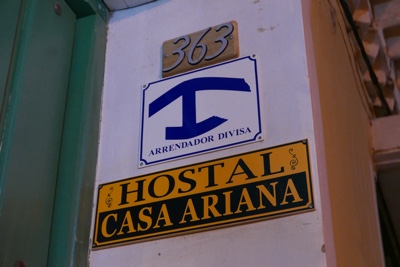 363
ARRENDADOR DIVISA
HOSTAL
CASA ARIANA